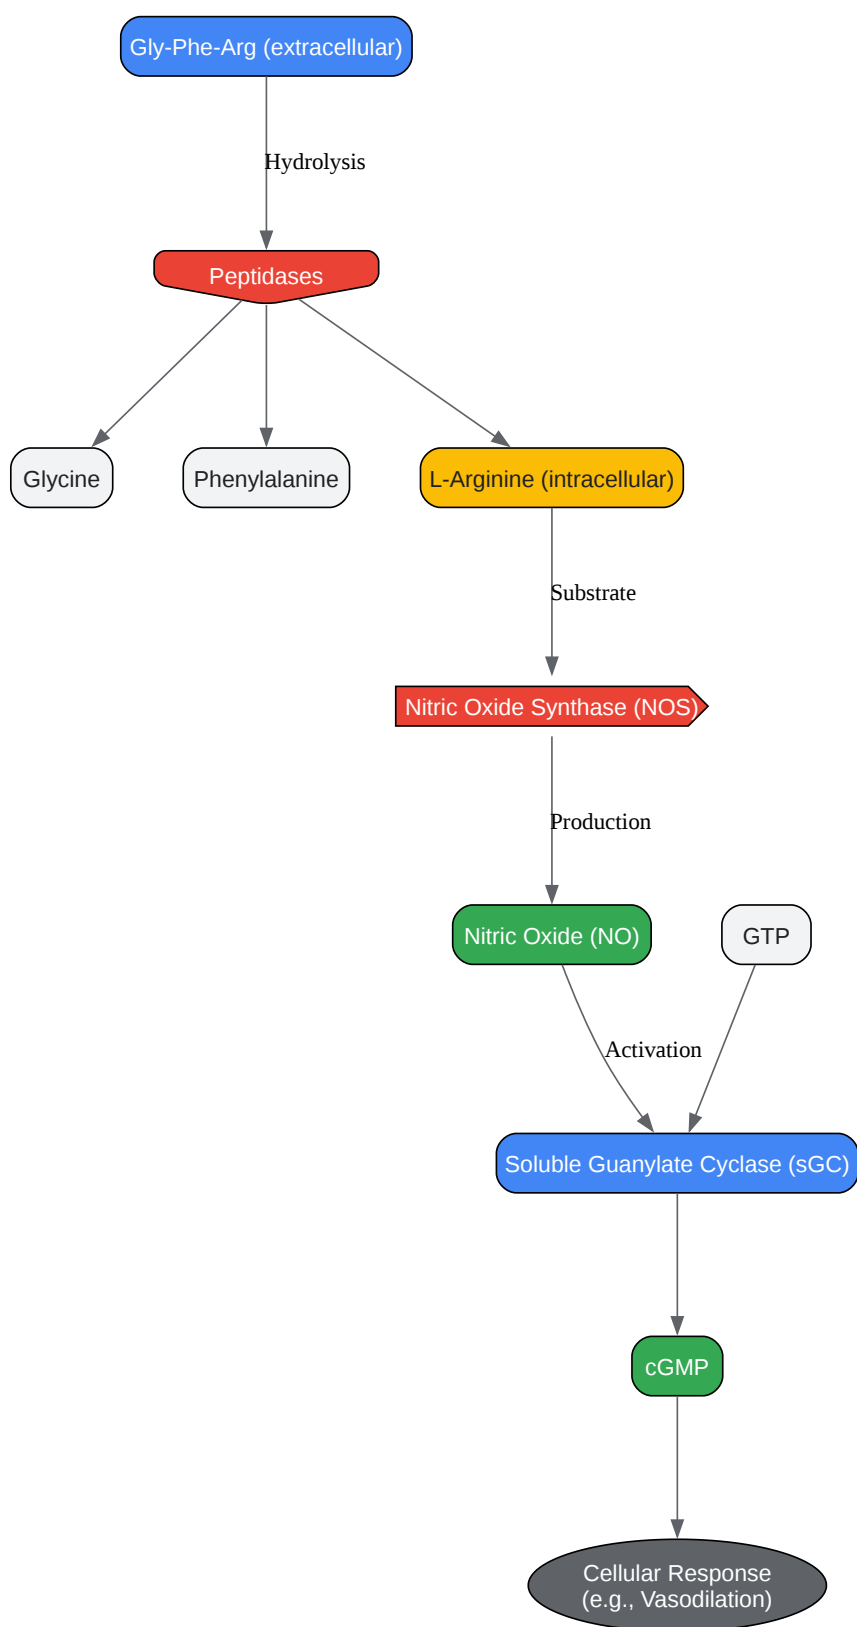 Gly-Phe-Arg (extracellular)
Hydrolysis
Peptidases
Glycine
Phenylalanine
L-Arginine (intracellular)
Substrate
Nitric Oxide Synthase (NOS)
Production
Nitric Oxide (NO)
GTP
Activation
Soluble Guanylate Cyclase (sGC)
cGMP
Cellular Response
(e.g., Vasodilation)